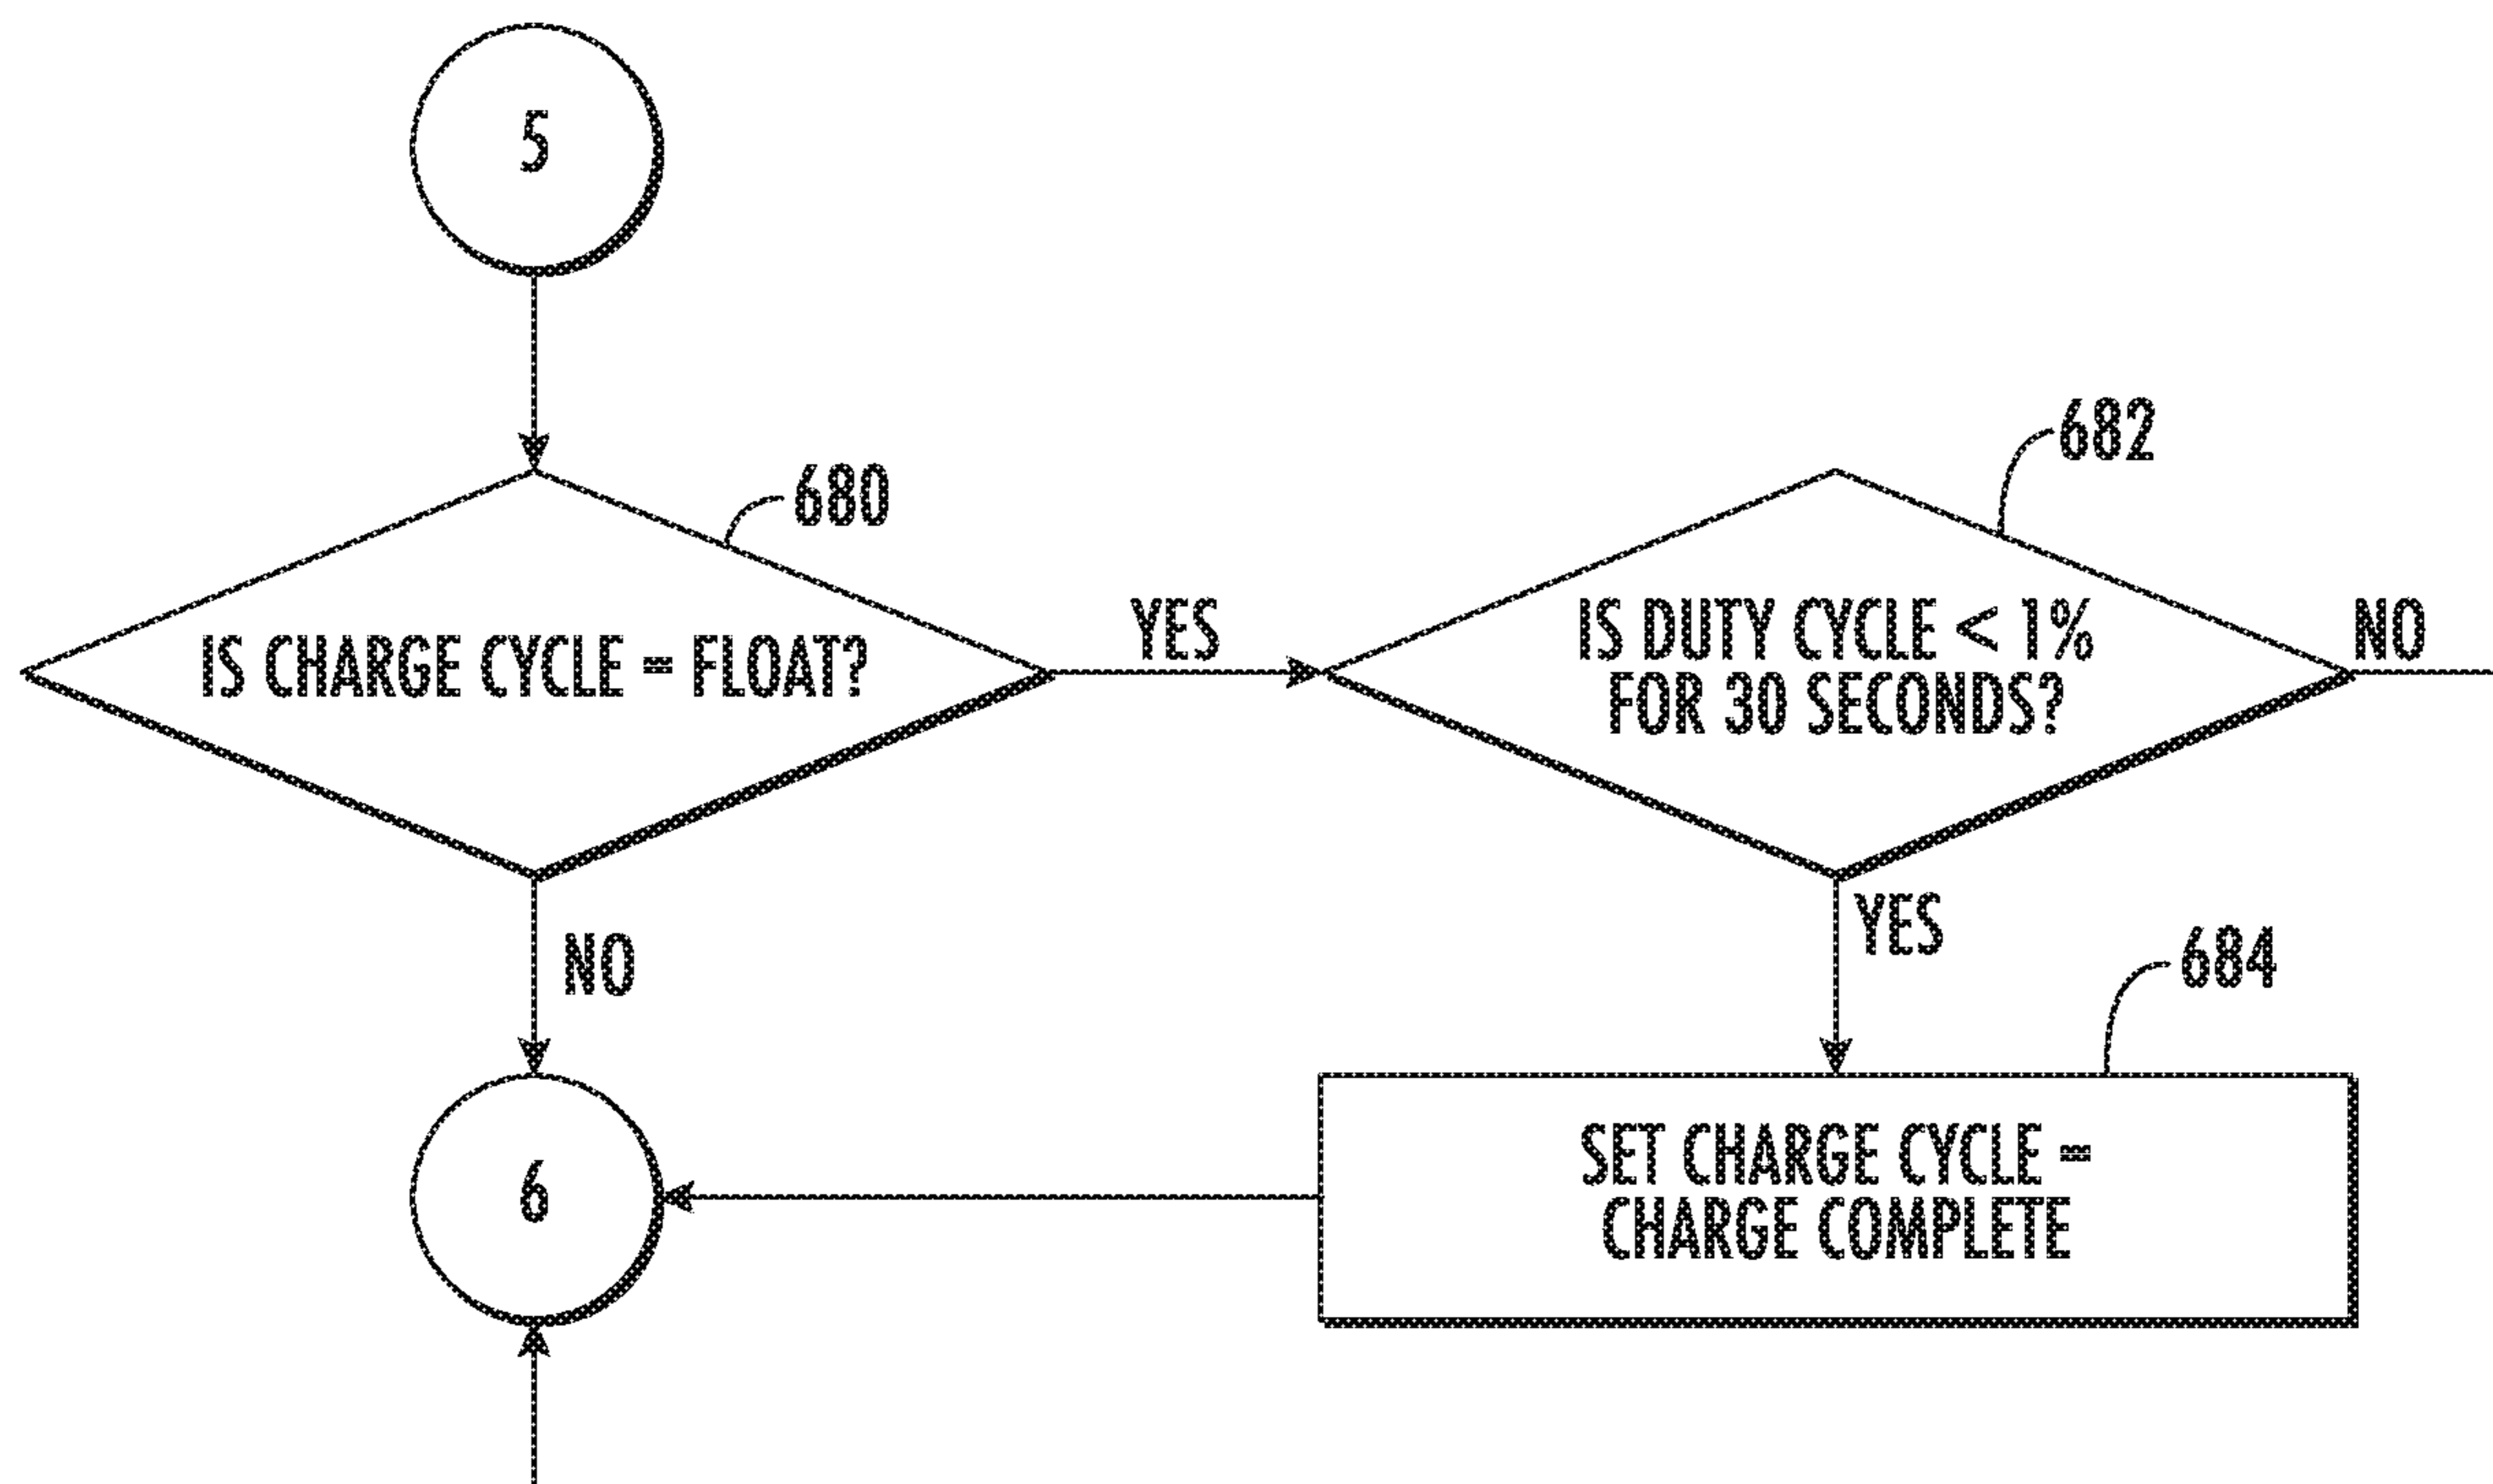 5
680
682
IS CHARGE CYCLE = FLOAT?
YES
IS DUTY CYCLE < 1%
FOR 30 SECONDS?
NO
NO
YES
684
6
SET CHARGE CYCLE =
CHARGE COMPLETE